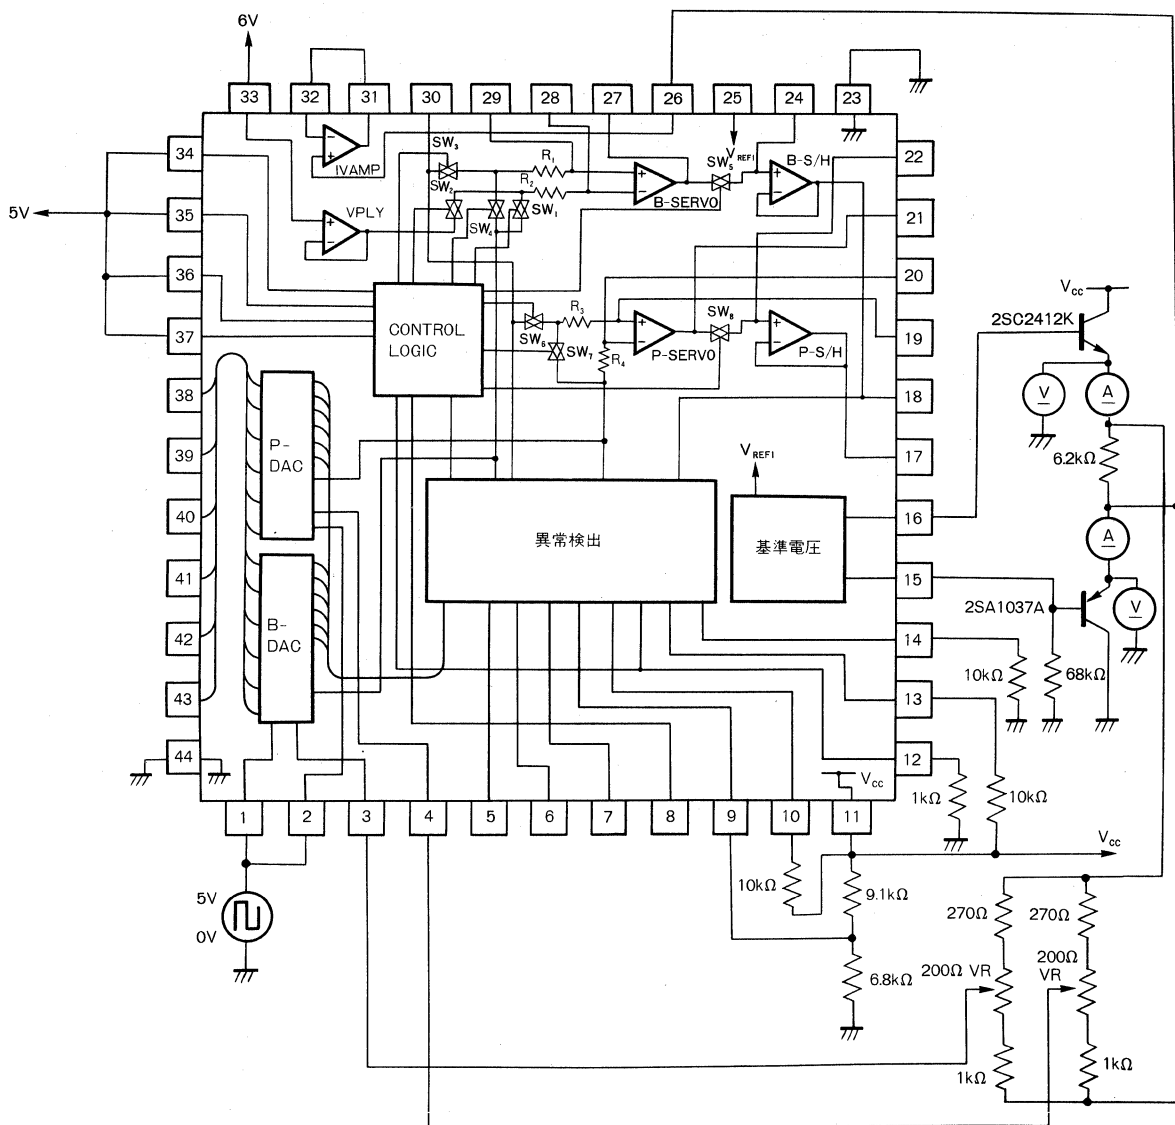 6V
33
32
31
30
29
28
27
26
25
24
23
34
SW₃
R₁
SW₅
V_REF1
B-S/H
22
IVAMP
SW₂
R₂
5V
35
VPLY
SW₄
SW₁
B-SERVO
21
36
20
CONTROL
LOGIC
R₃
SW₈
V_CC
2SC2412K
37
SW₆
SW₇
P-SERVO
P-S/H
19
R₄
38
18
V
A
P-
DAC
39
V_REF1
17
6.2kΩ
40
16
異常検出
基準電圧
A
41
15
2SA1037A
V
B-
DAC
42
14
10kΩ
68kΩ
43
13
44
12
V_CC
1kΩ
10kΩ
1
2
3
4
5
6
7
8
9
10
11
V_CC
10kΩ
9.1kΩ
5V
0V
270Ω
270Ω
6.8kΩ
200Ω VR
200Ω
VR
1kΩ
1kΩ